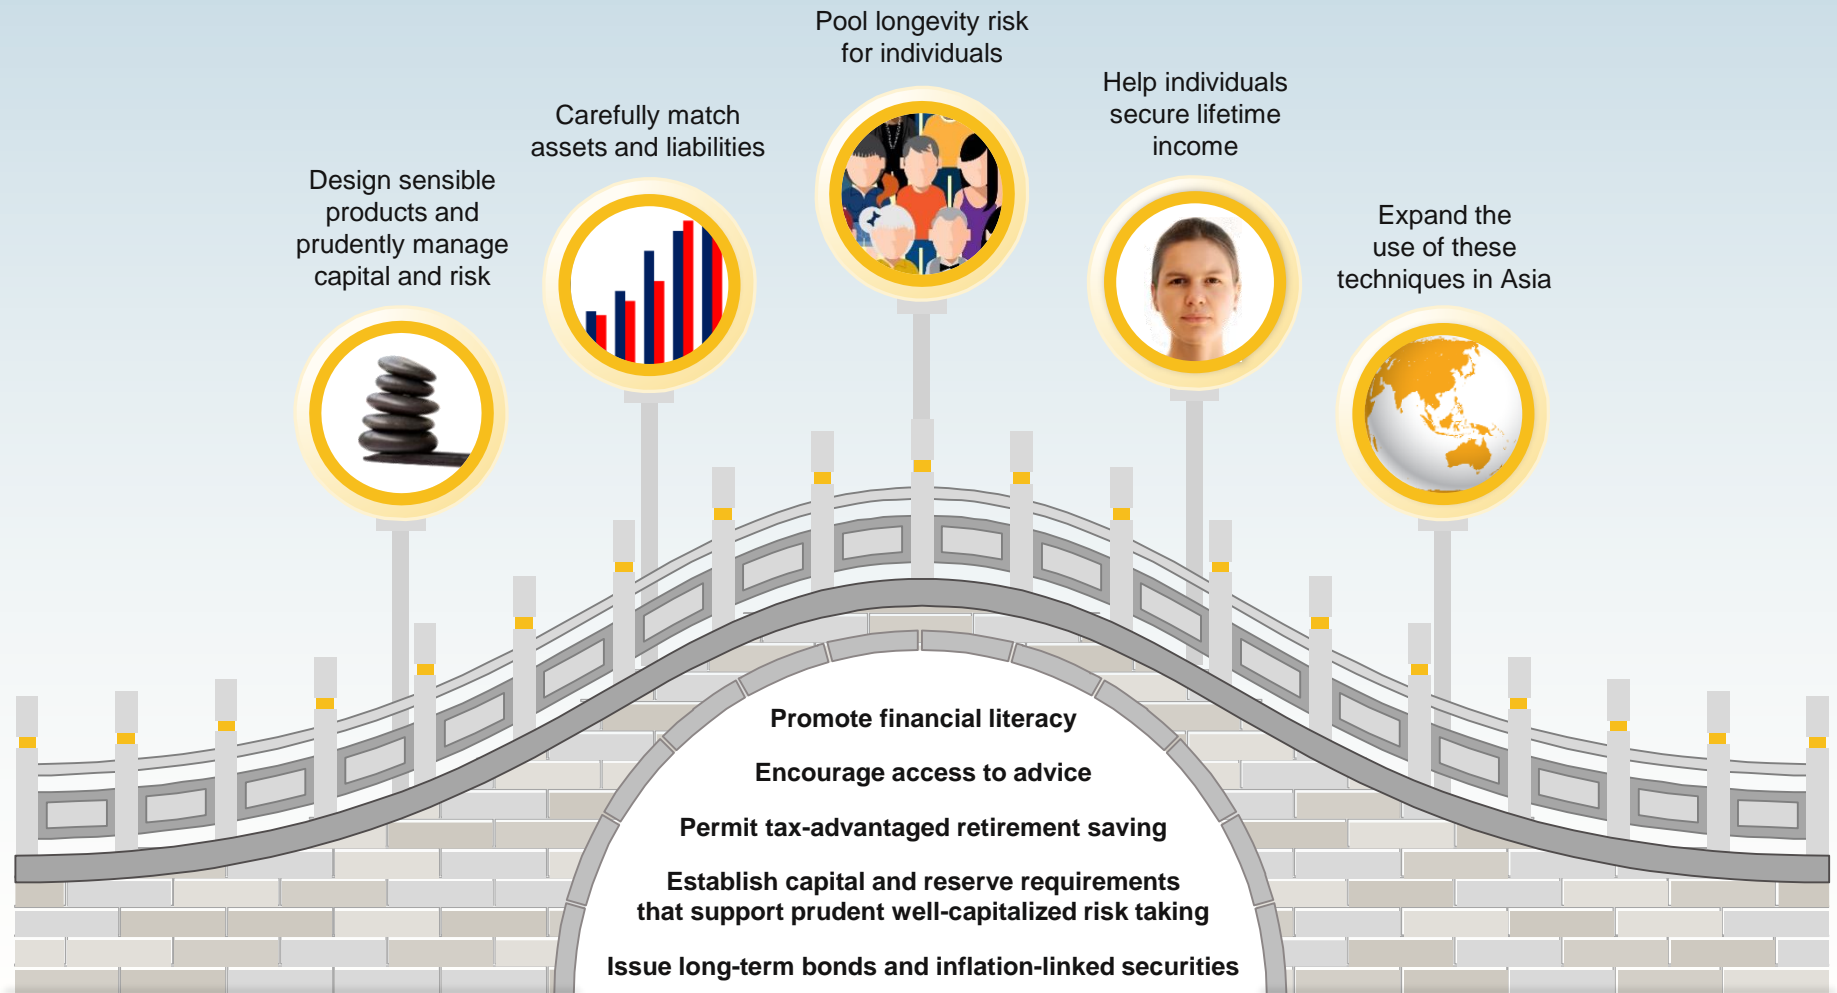 Design sensible
products and
prudently manage
capital and risk
Carefully match
assets and liabilities
Pool longevity risk
for individuals
Help individuals
secure lifetime
income
Expand the
use of these
techniques in Asia
Promote financial literacy
Encourage access to advice
Permit tax-advantaged retirement saving
Establish capital and reserve requirements
that support prudent well-capitalized risk taking
Issue long-term bonds and inflation-linked securities